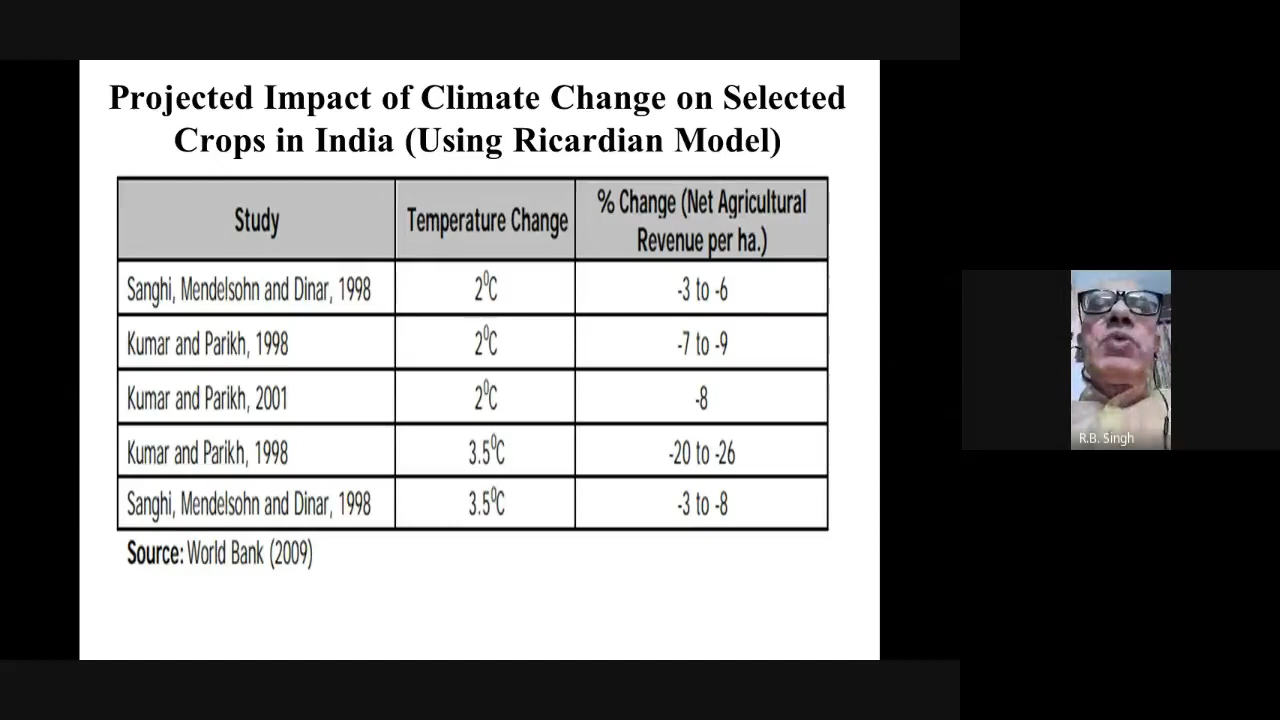 Projected Impact of Climate Change on Selected
Crops in India (Using Ricardian Model)
Study Temperature Change % Change (Net Agricultural
Revenue per ha.)
Sanghi, Mendelsohn and Dinar, 1998 2⁰C -3 to -6
Kumar and Parikh, 1998 2⁰C -7 to -9
Kumar and Parikh, 2001 2⁰C -8
Kumar and Parikh, 1998 3.5⁰C -20 to -26
Sanghi, Mendelsohn and Dinar, 1998 3.5⁰C -3 to -8
Source: World Bank (2009)
R.B. Singh